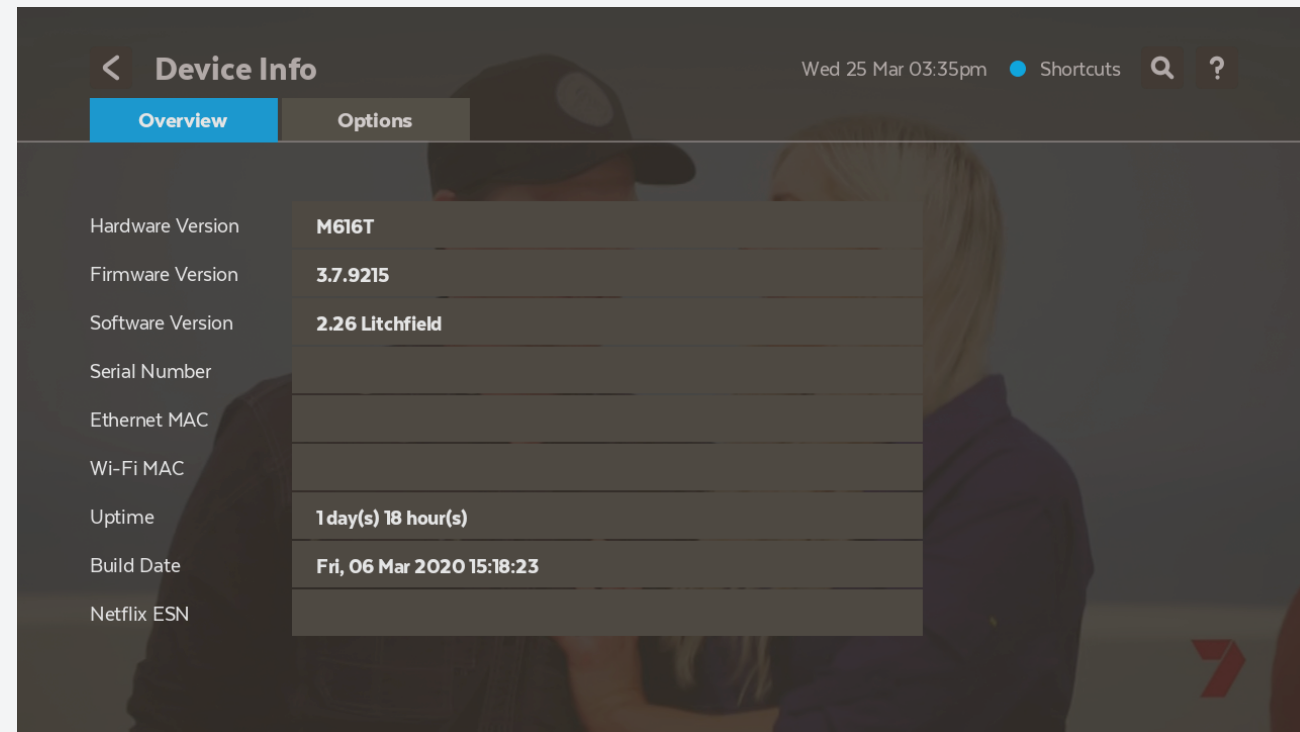 Device Info
Wed 25 Mar 03:35pm Shortcuts ?
Overview Options
Hardware Version M616T
Firmware Version 3.7.9215
Software Version 2.26 Litchfield
Serial Number
Ethernet MAC
Wi-Fi MAC
Uptime 1 day(s) 18 hour(s)
Build Date Fri, 06 Mar 2020 15:18:23
Netflix ESN
7